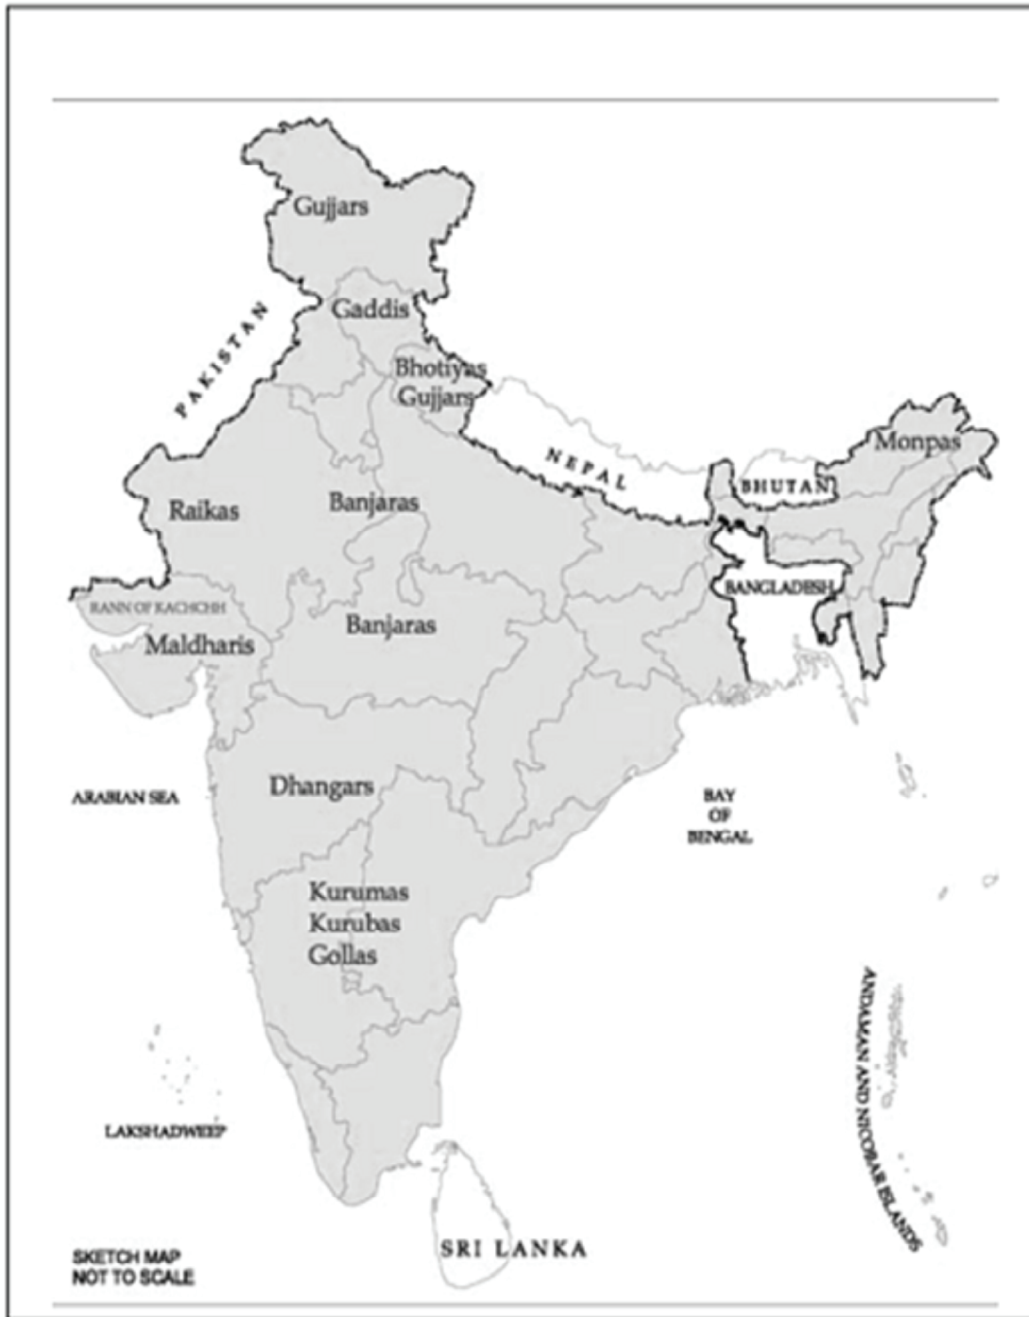 Gujjars
Gaddis
PAKISTAN
Bhotiyas
Gujjars
NEPAL
Monpas
BHUTAN
Raikas
Banjaras
BANGLADESH
RANN OF KACHCHH
Maldharis
Banjaras
Dhangars
ARABIAN SEA
BAY
OF
BENGAL
Kurumas
Kurubas
Gollas
ANDAMAN AND NICOBAR ISLANDS
LAKSHADWEEP
SRI LANKA
SKETCH MAP
NOT TO SCALE